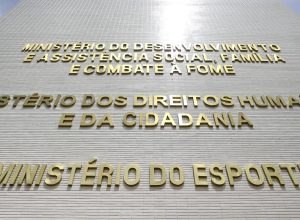 MINISTÉRIO DO DESENVOLVIMENTO
E ASSISTÊNCIA SOCIAL, FAMÍLIA
E COMBATE À FOME
STÉRIO DOS DIREITOS HUMA
E DA CIDADANIA
MINISTÉRIO DO ESPORT